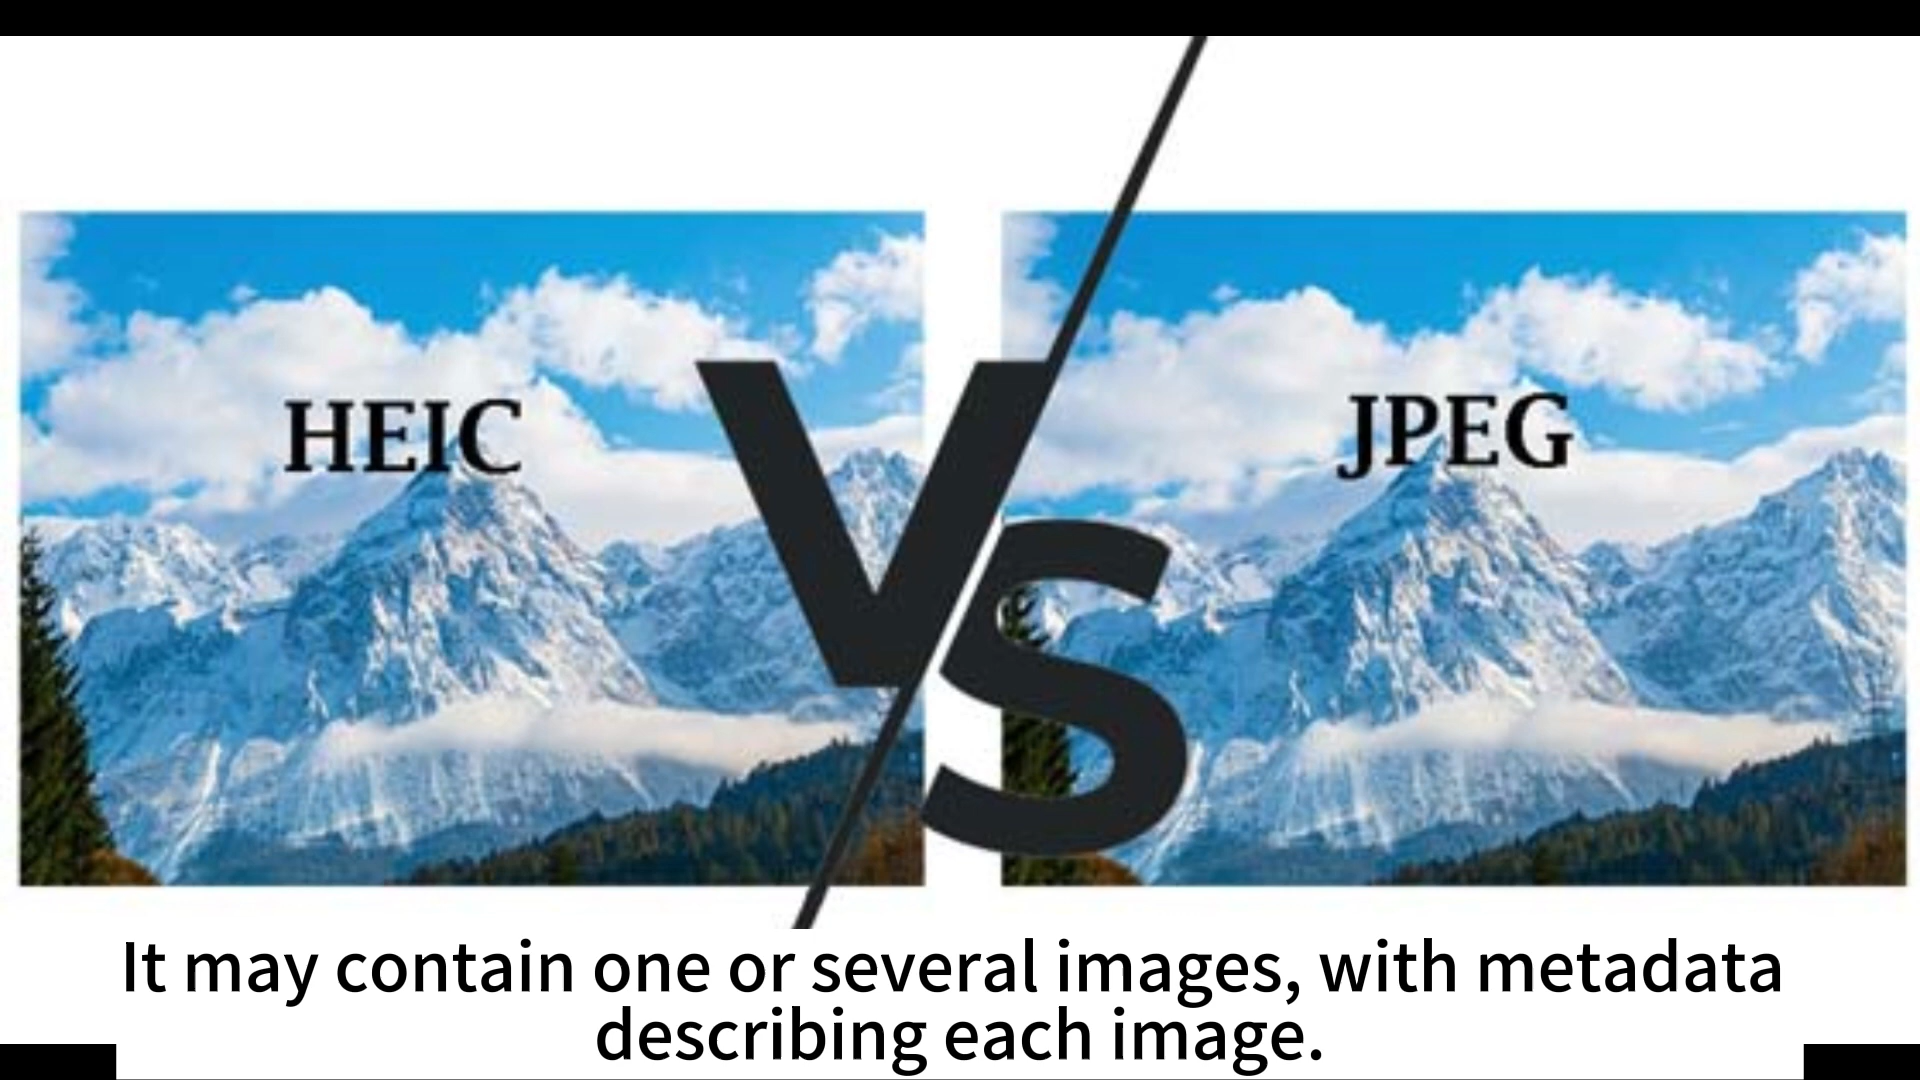 HEIC
VS
JPEG
It may contain one or several images, with metadata
describing each image.